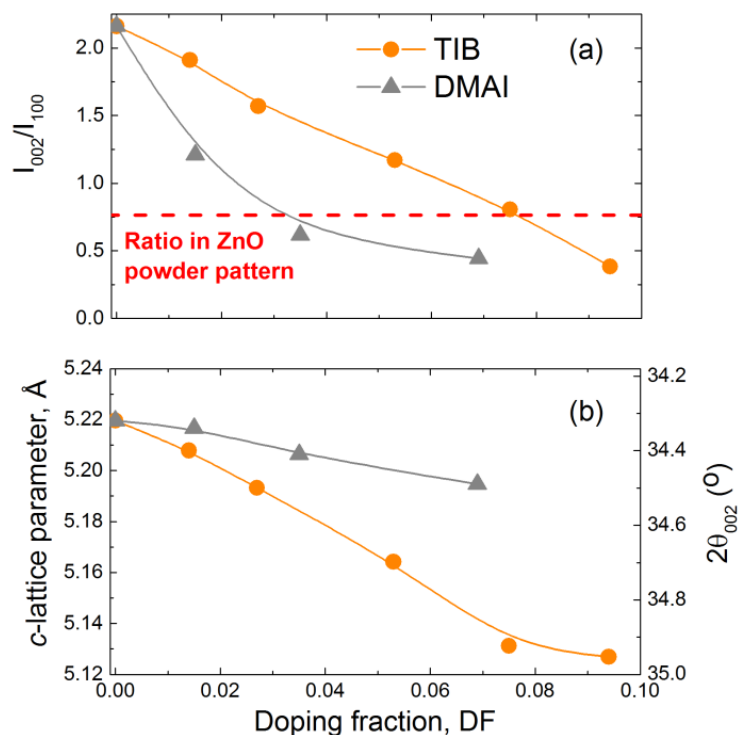 2.0
1.5
1.0
0.5
0.0
I002/I100
TIB
DMAI
(a)
Ratio in ZnO
powder pattern
5.24
5.22
5.20
5.18
5.16
5.14
5.12
c-lattice parameter, Å
(b)
34.2
34.4
34.6
34.8
35.0
2θ002 (º)
0.00 0.02 0.04 0.06 0.08 0.10
Doping fraction, DF